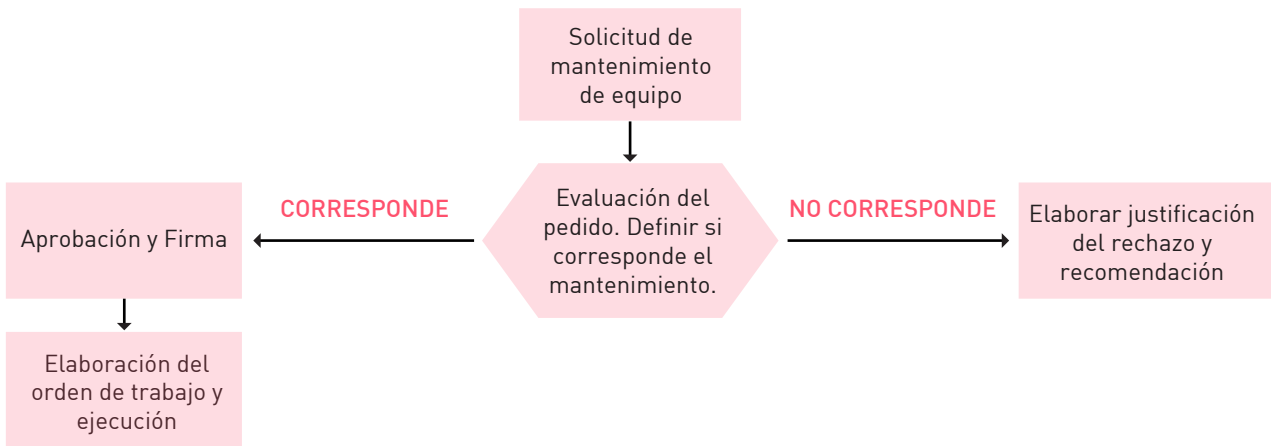 Solicitud de
mantenimiento
de equipo
Evaluación del
pedido. Definir si
corresponde el
mantenimiento.
CORRESPONDE
NO CORRESPONDE
Aprobación y Firma
Elaborar justificación
del rechazo y
recomendación
Elaboración del
orden de trabajo y
ejecución